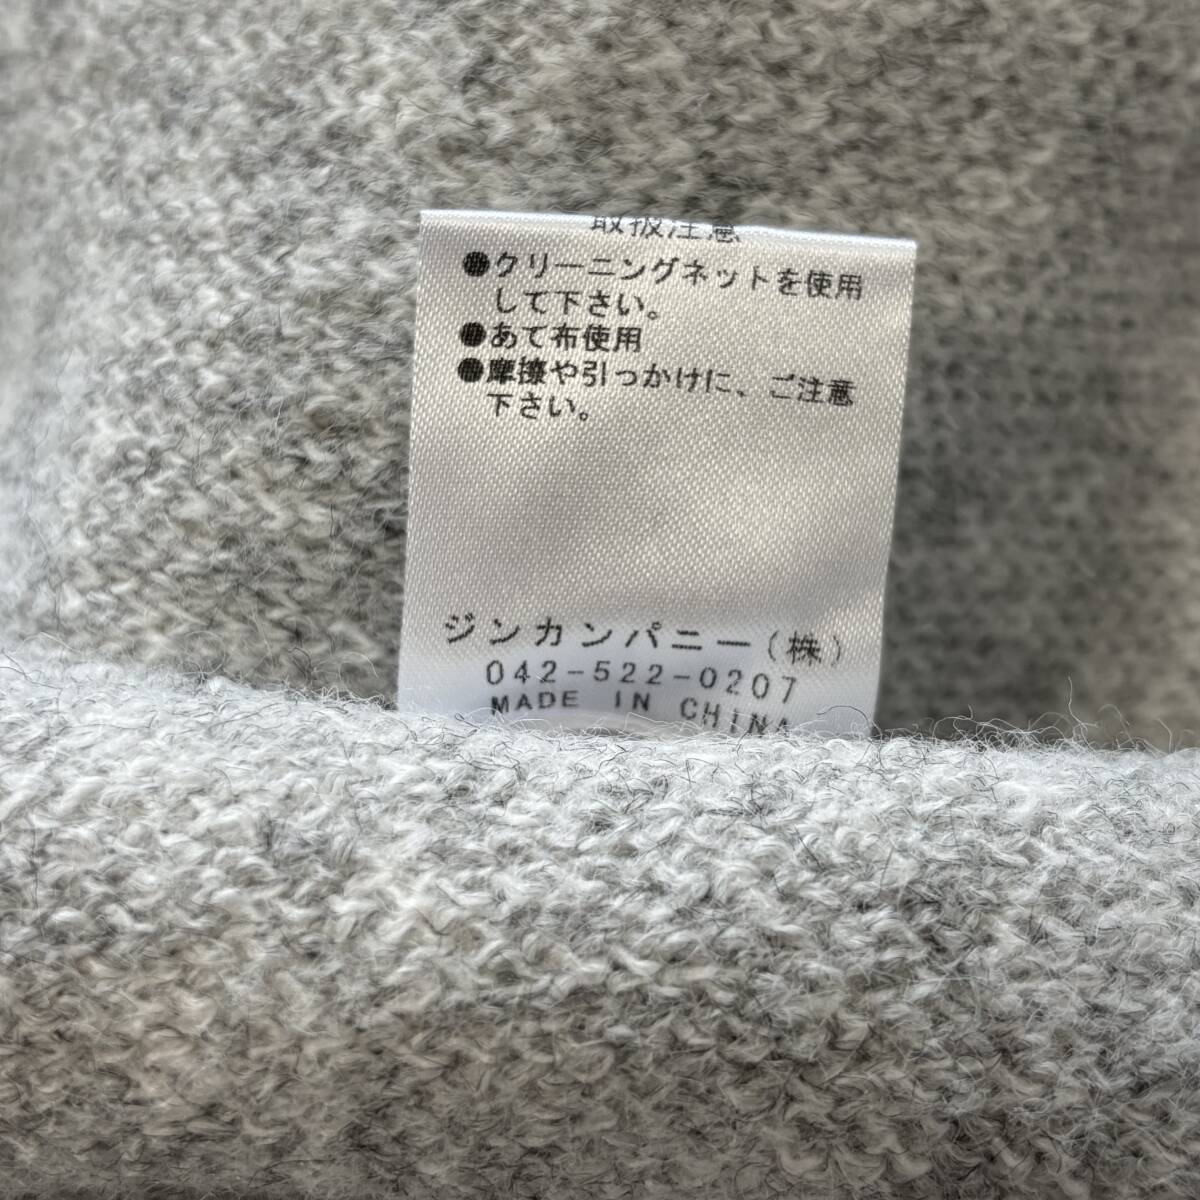 取扱注意
●クリーニングネットを使用
して下さい。
●あて布使用
●摩擦や引っかけに、ご注意
下さい。
ジンカンパニー(株)
042-522-0207
MADE IN CHINA